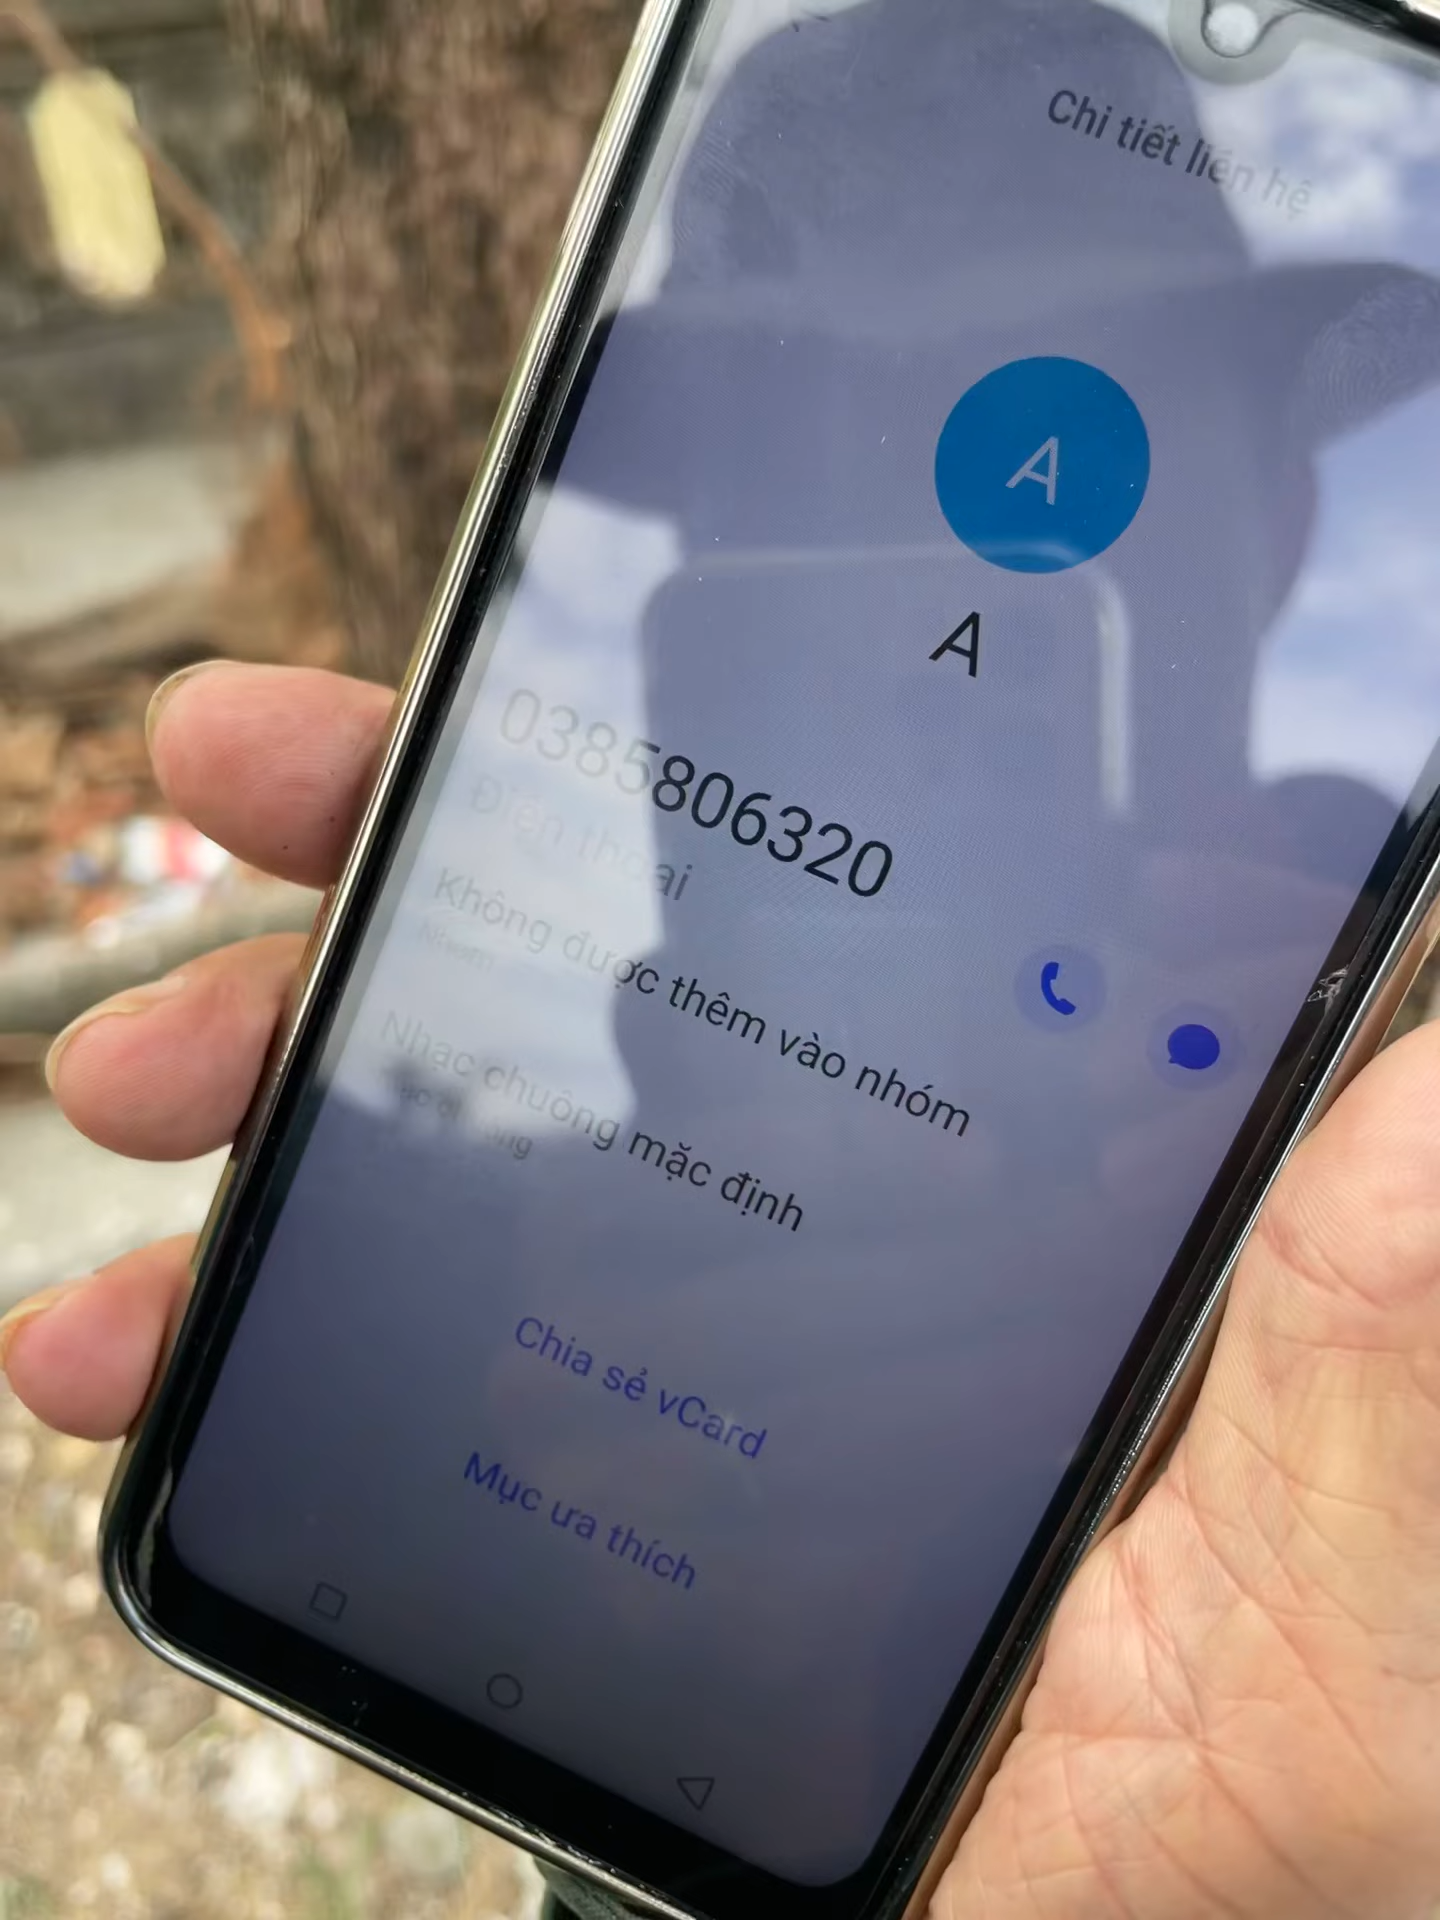 Chi tiết liên hệ
A
A
0385806320
Điện thoại
Không được thêm vào nhóm
Nhóm
Nhạc chuông mặc định
Chia sẻ vCard
Mục ưa thích